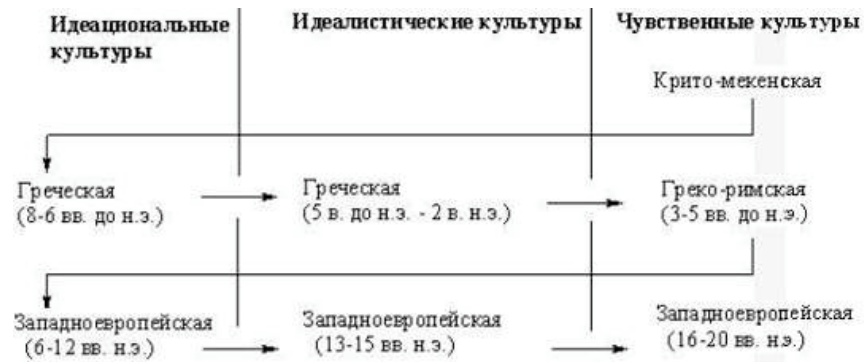 Идеациональные культуры
Идеалистические культуры
Чувственные культуры
Крито-мекенская
Греческая
(8-6 вв. до н.э.)
Греческая
(5 в. до н.э. - 2 в. н.э.)
Греко-римская
(3-5 вв. до н.э.)
Западноевропейская
(6-12 вв. н.э.)
Западноевропейская
(13-15 вв. н.э.)
Западноевропейская
(16-20 вв. н.э.)